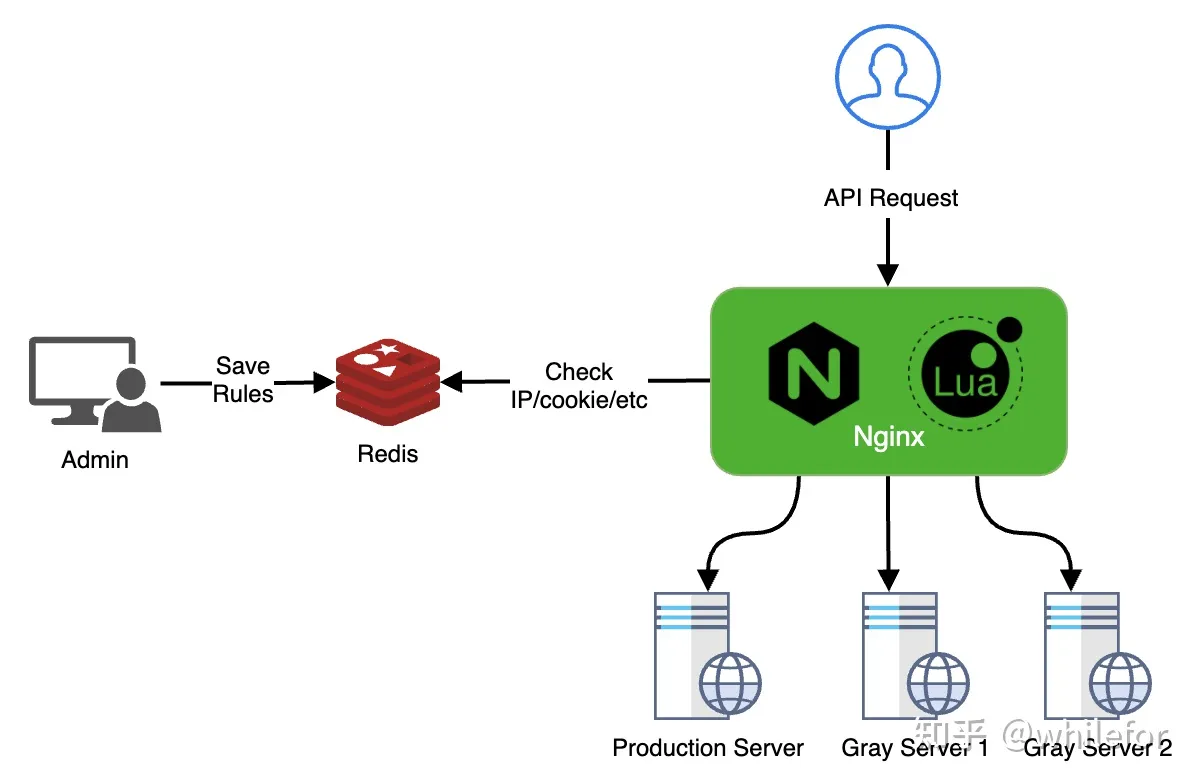 API Request
Save
Rules
Check
IP/cookie/etc
Lua
Nginx
Admin
Redis
Production Server
Gray Server 1
Gray Server 2
知乎 @whilefor